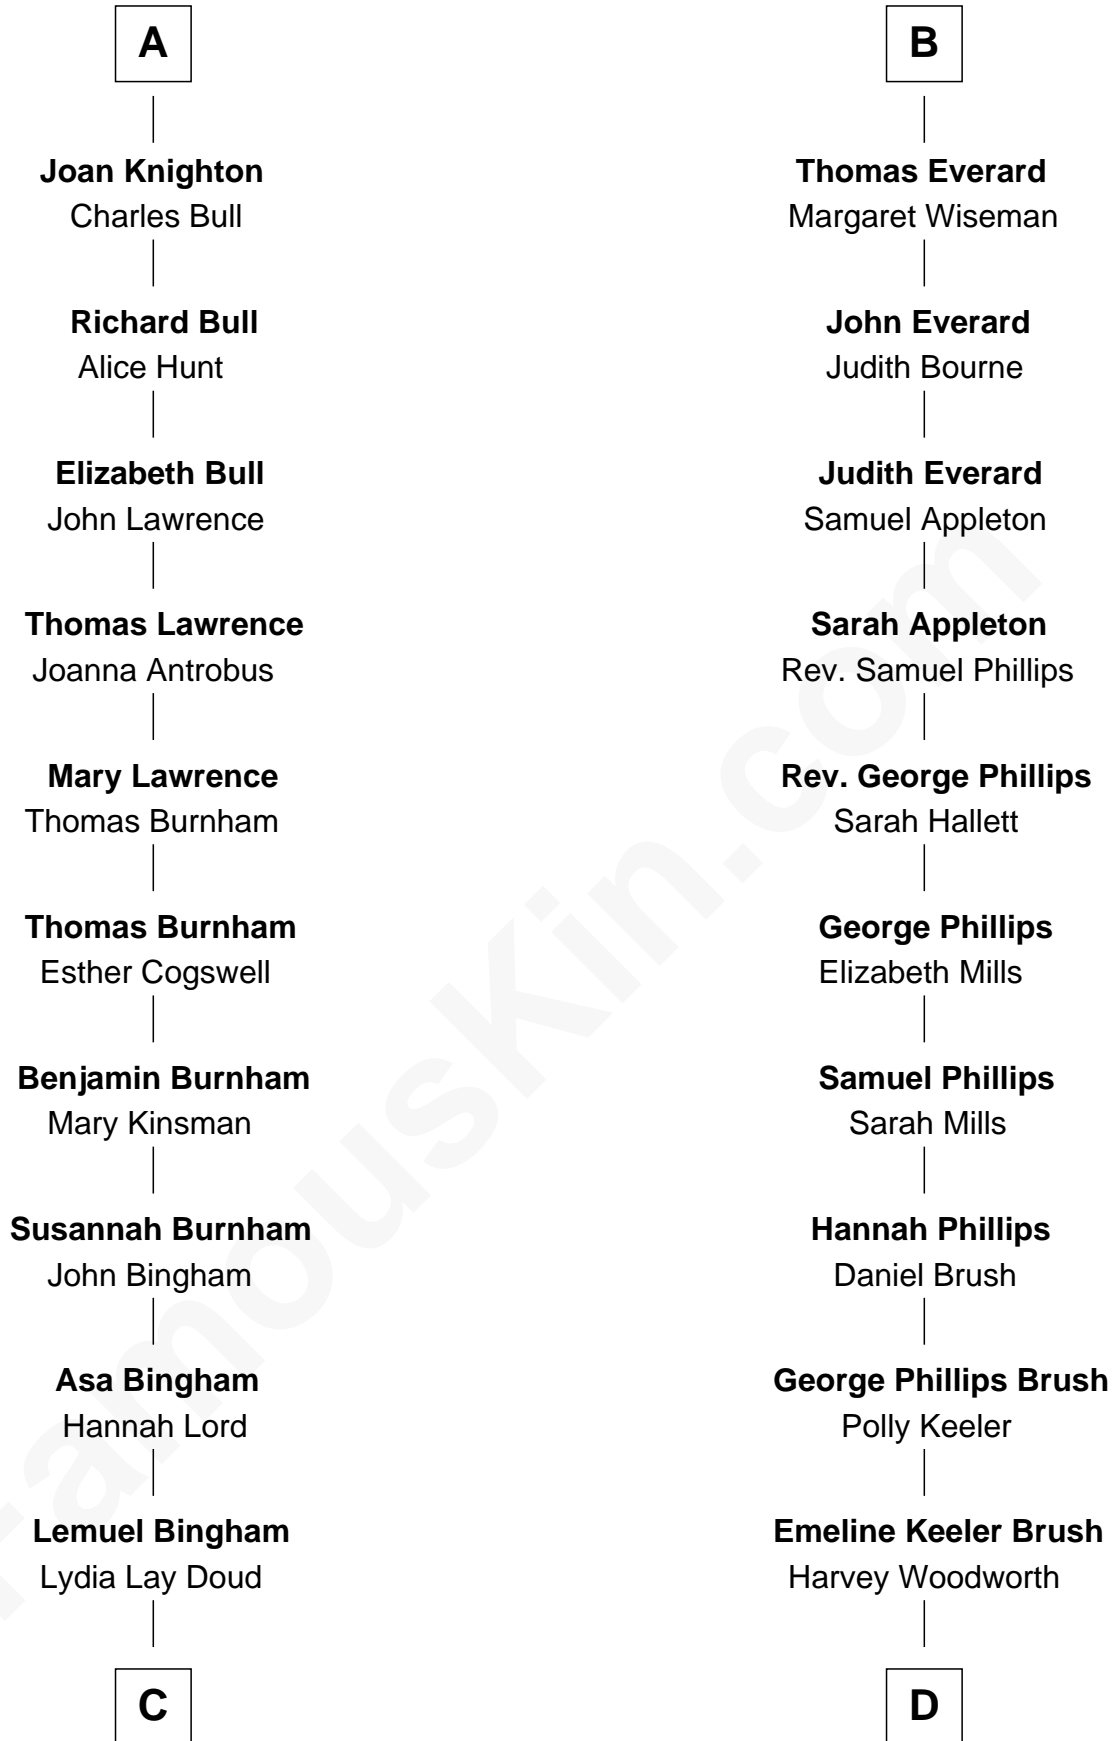 A
Joan Knighton
Charles Bull
Richard Bull
Alice Hunt
Elizabeth Bull
John Lawrence
Thomas Lawrence
Joanna Antrobus
Mary Lawrence
Thomas Burnham
Thomas Burnham
Esther Cogswell
Benjamin Burnham
Mary Kinsman
Susannah Burnham
John Bingham
Asa Bingham
Hannah Lord
Lemuel Bingham
Lydia Lay Doud
C
B
Thomas Everard
Margaret Wiseman
John Everard
Judith Bourne
Judith Everard
Samuel Appleton
Sarah Appleton
Rev. Samuel Phillips
Rev. George Phillips
Sarah Hallett
George Phillips
Elizabeth Mills
Samuel Phillips
Sarah Mills
Hannah Phillips
Daniel Brush
George Phillips Brush
Polly Keeler
Emeline Keeler Brush
Harvey Woodworth
D
FamousKin.com